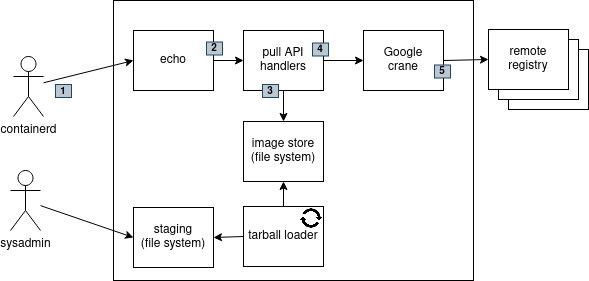 echo
2
pull API
handlers
4
Google
crane
5
remote
registry
1
containerd
3
image store
(file system)
sysadmin
staging
(file system)
tarball loader